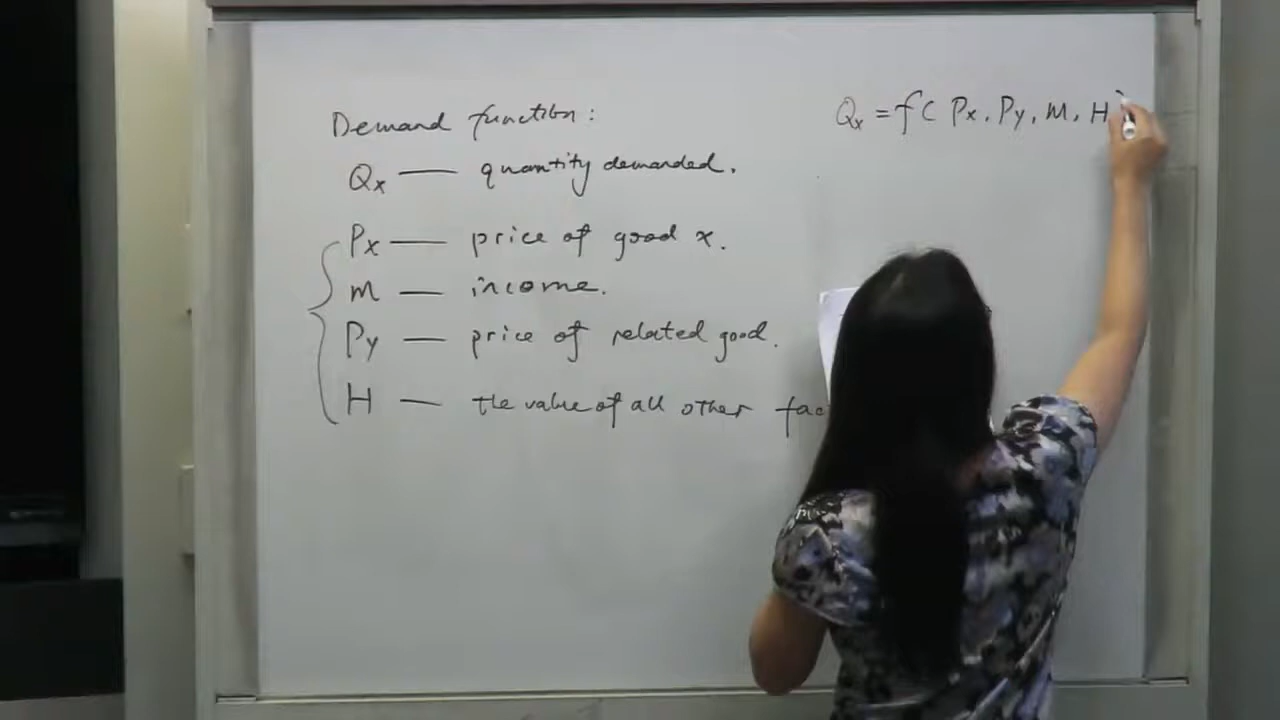 Demand function:
Qx — quantity demanded.
Px — price of good x.
m — income.
Py — price of related good.
H — the value of all other fac
Qx = f( Px, Py, m, H )